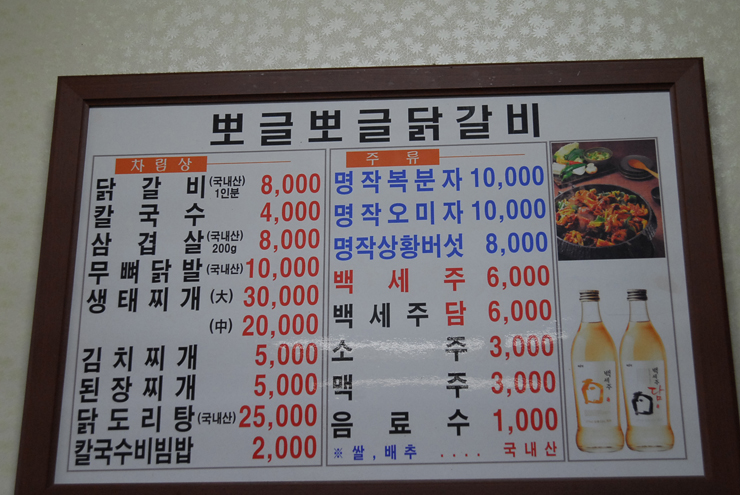 뽀글뽀글닭갈비
차림상
닭갈비(국내산) 1인분 8,000
칼국수 4,000
삼겹살(국내산) 200g 8,000
무뼈닭발(국내산)10,000
생태찌개(大) 30,000
(中) 20,000
김치찌개 5,000
된장찌개 5,000
닭도리탕(국내산)25,000
칼국수비빔밥 2,000
주류
명작복분자 10,000
명작오미자 10,000
명작상황버섯 8,000
백세주 6,000
백세주담 6,000
소주 3,000
맥주 3,000
음료수 1,000
※ 쌀,배추 .... 국내산
백세주
담